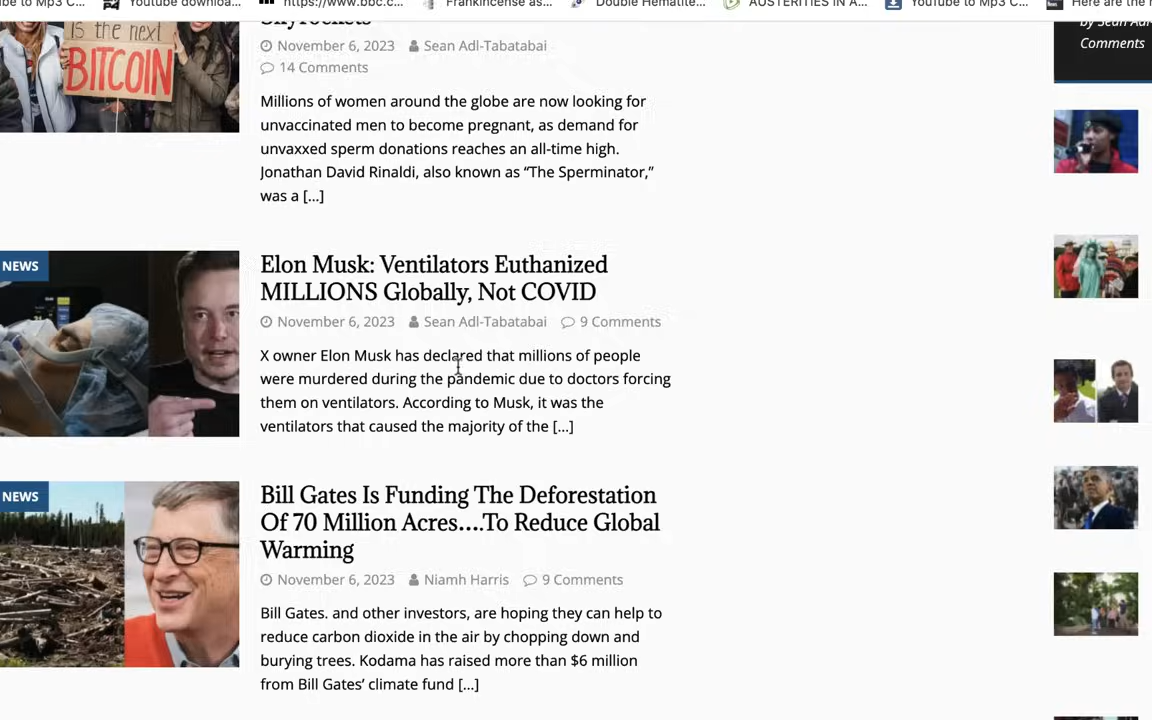 https://www.bbc.c...
Frankincense as...
Double Hematite...
AUSTERITIES IN A...
YouTube to Mp3 C...
Here are the
Comments
is the next
BITCOIN
November 6, 2023 Sean Adl-Tabatabai
14 Comments
Millions of women around the globe are now looking for
unvaccinated men to become pregnant, as demand for
unvaxxed sperm donations reaches an all-time high.
Jonathan David Rinaldi, also known as “The Sperminator,”
was a [...]
NEWS
Elon Musk: Ventilators Euthanized
MILLIONS Globally, Not COVID
November 6, 2023 Sean Adl-Tabatabai 9 Comments
X owner Elon Musk has declared that millions of people
were murdered during the pandemic due to doctors forcing
them on ventilators. According to Musk, it was the
ventilators that caused the majority of the [...]
NEWS
Bill Gates Is Funding The Deforestation
Of 70 Million Acres….To Reduce Global
Warming
November 6, 2023 Niamh Harris 9 Comments
Bill Gates. and other investors, are hoping they can help to
reduce carbon dioxide in the air by chopping down and
burying trees. Kodama has raised more than $6 million
from Bill Gates’ climate fund [...]